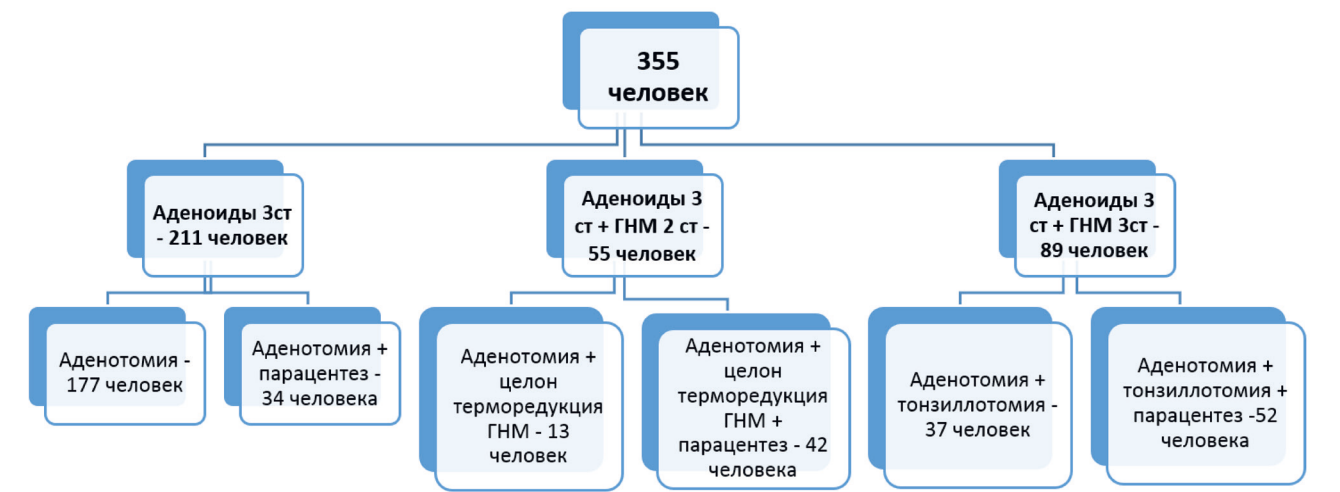 355
человек
Аденоиды 3ст
- 211 человек
Аденоиды 3
ст + ГНМ 2 ст -
55 человек
Аденоиды 3
ст + ГНМ 3ст -
89 человек
Аденотомия -
177 человек
Аденотомия +
парацентез -
34 человека
Аденотомия +
целон
терморедукция
ГНМ - 13
человек
Аденотомия +
целон
терморедукция
ГНМ +
парацентез - 42
человека
Аденотомия +
тонзиллотомия -
37 человек
Аденотомия +
тонзиллотомия +
парацентез -52
человека